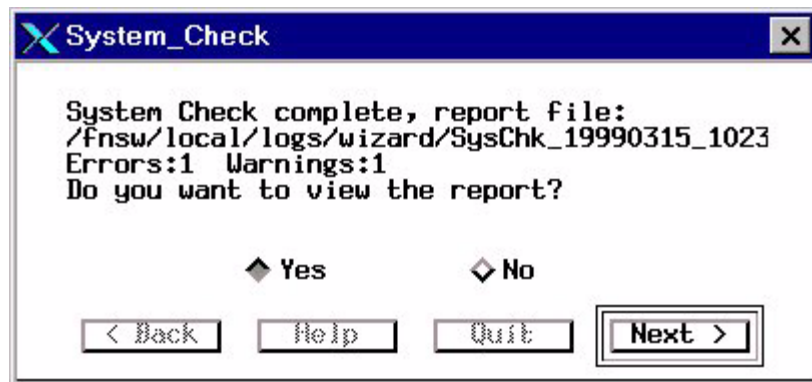 System_Check
System Check complete, report file:
/fnsw/local/logs/wizard/SysChk_19990315_1023
Errors:1 Warnings:1
Do you want to view the report?
Yes No
< Back Help Quit Next >